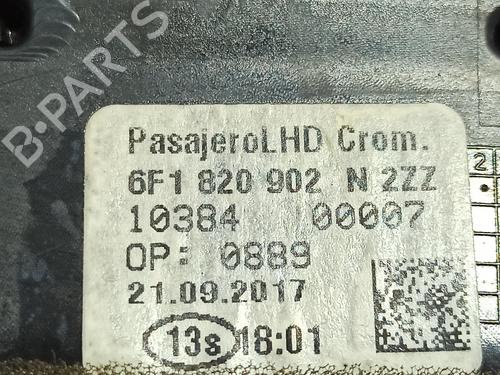 B-PARTS
PasajeroLHD Crom.
6F1 820 902 N 2ZZ
10384 00007
OP: 0889
21.09.2017
13s 18:01
2